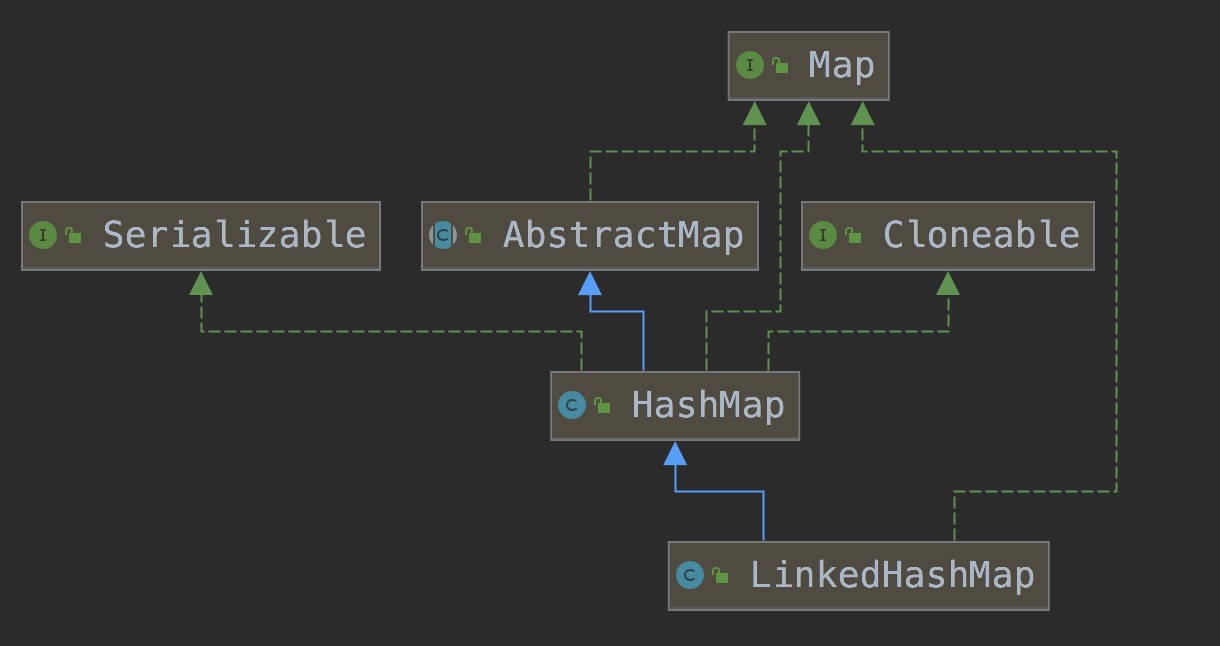 I Map
I Serializable
C AbstractMap
I Cloneable
C HashMap
C LinkedHashMap